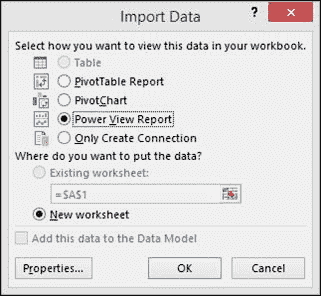 Import Data
?
×
Select how you want to view this data in your workbook.
Table
PivotTable Report
PivotChart
Power View Report
Only Create Connection
Where do you want to put the data?
Existing worksheet:
=$A$1
New worksheet
Add this data to the Data Model
Properties...
OK
Cancel